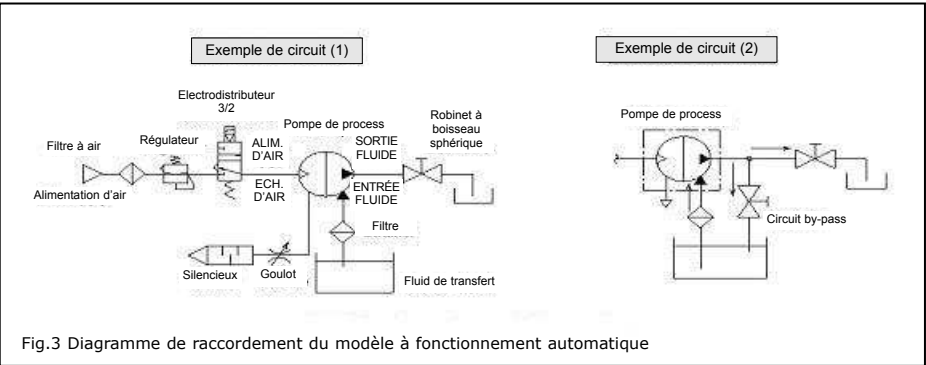 Exemple de circuit (1)
Exemple de circuit (2)
Electrodistributeur
3/2
Filtre à air
Régulateur
Pompe de process
Robinet à
boisseau
sphérique
ALIM.
D'AIR
SORTIE
FLUIDE
Alimentation d'air
ECH.
D'AIR
ENTRÉE
FLUIDE
Filtre
Silencieux
Goulot
Fluid de transfert
Pompe de process
Circuit by-pass
Fig.3 Diagramme de raccordement du modèle à fonctionnement automatique